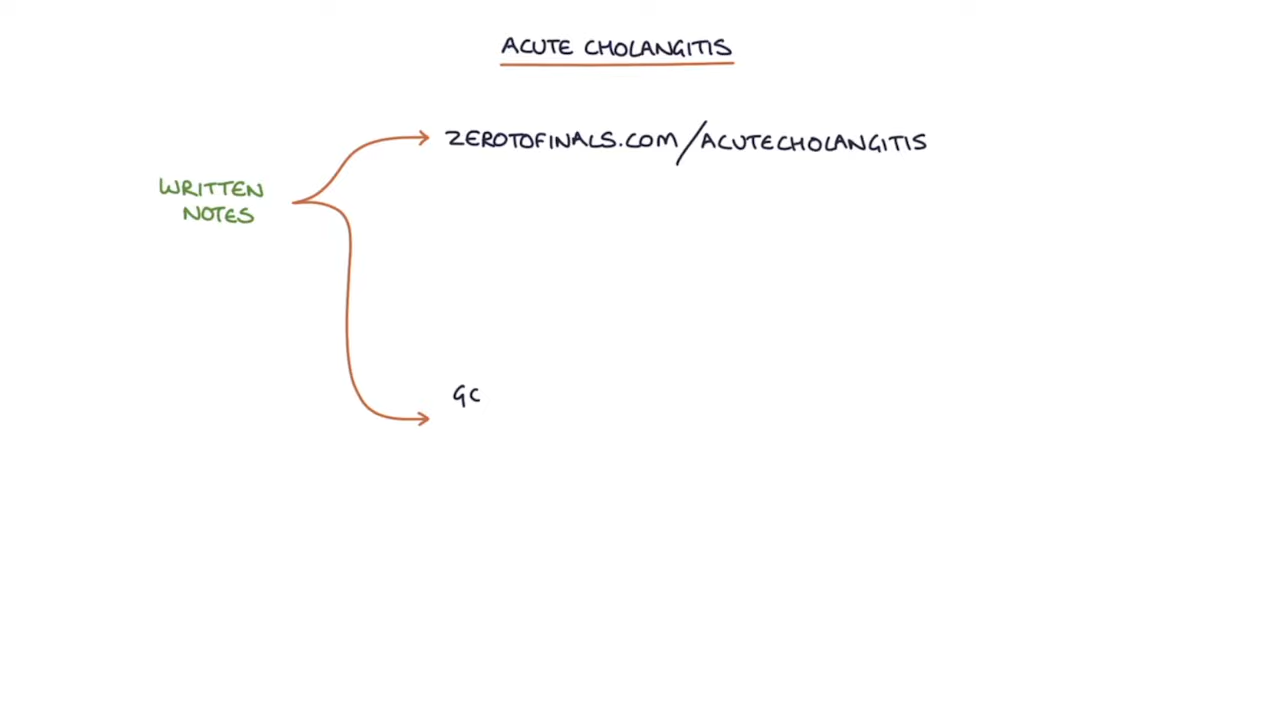 ACUTE CHOLANGITIS
ZEROTOFINALS.COM/ACUTECHOLANGITIS
WRITTEN
NOTES
GC